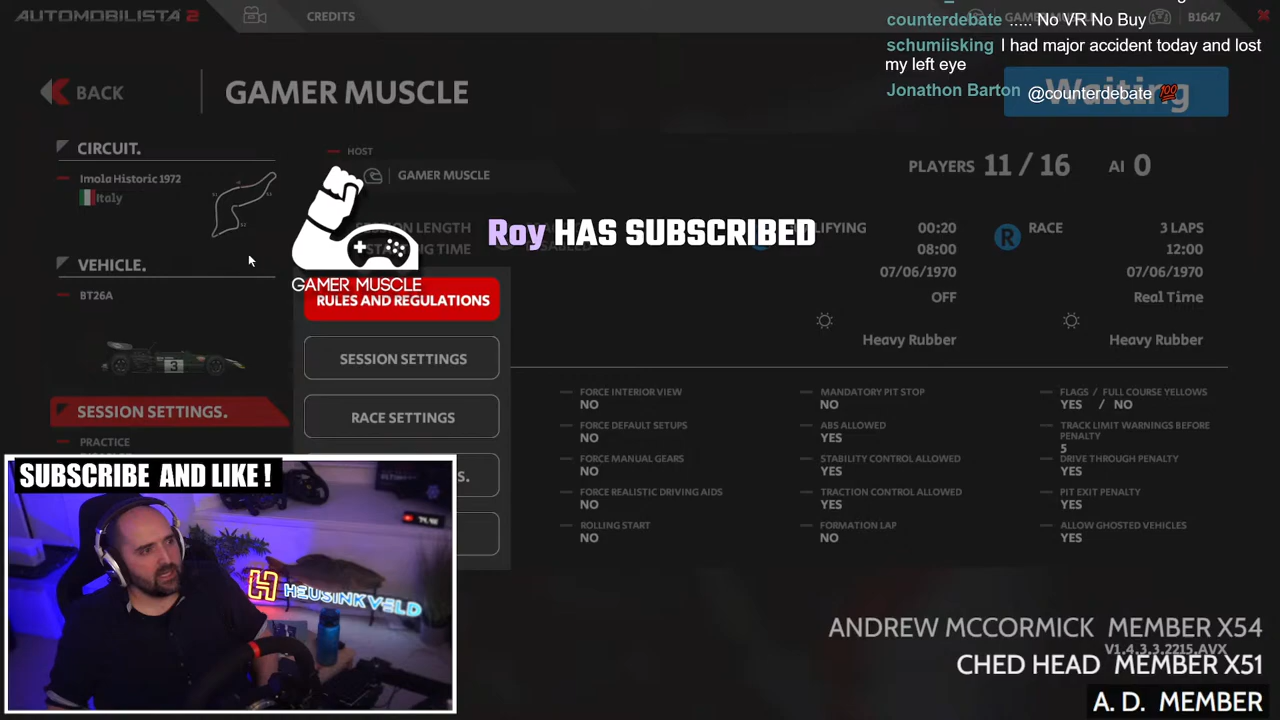 AUTOMOBILISTA 2
CREDITS
B1647
counterdebate ..... No VR No Buy
schumiisking I had major accident today and lost
my left eye
Jonathon Barton @counterdebate 💯
Waiting
BACK
GAMER MUSCLE
CIRCUIT.
Imola Historic 1972
Italy
HOST
GAMER MUSCLE
PLAYERS 11 / 16 AI 0
Roy HAS SUBSCRIBED
GAMER MUSCLE
00:20
08:00
07/06/1970
OFF
Heavy Rubber
R RACE 3 LAPS
12:00
07/06/1970
Real Time
Heavy Rubber
VEHICLE.
BT26A
3
SESSION SETTINGS.
PRACTICE
RULES AND REGULATIONS
SESSION SETTINGS
RACE SETTINGS
FORCE INTERIOR VIEW
NO
FORCE DEFAULT SETUPS
NO
FORCE MANUAL GEARS
NO
FORCE REALISTIC DRIVING AIDS
NO
ROLLING START
NO
MANDATORY PIT STOP
NO
ABS ALLOWED
YES
STABILITY CONTROL ALLOWED
YES
TRACTION CONTROL ALLOWED
YES
FORMATION LAP
NO
FLAGS / FULL COURSE YELLOWS
YES / NO
TRACK LIMIT WARNINGS BEFORE
PENALTY
5
DRIVE THROUGH PENALTY
YES
PIT EXIT PENALTY
YES
ALLOW GHOSTED VEHICLES
YES
SUBSCRIBE AND LIKE !
HEUSINKVELD
ANDREW MCCORMICK MEMBER X54
V1.4.3.3.2215.AVX
CHED HEAD MEMBER X51
A. D. MEMBER